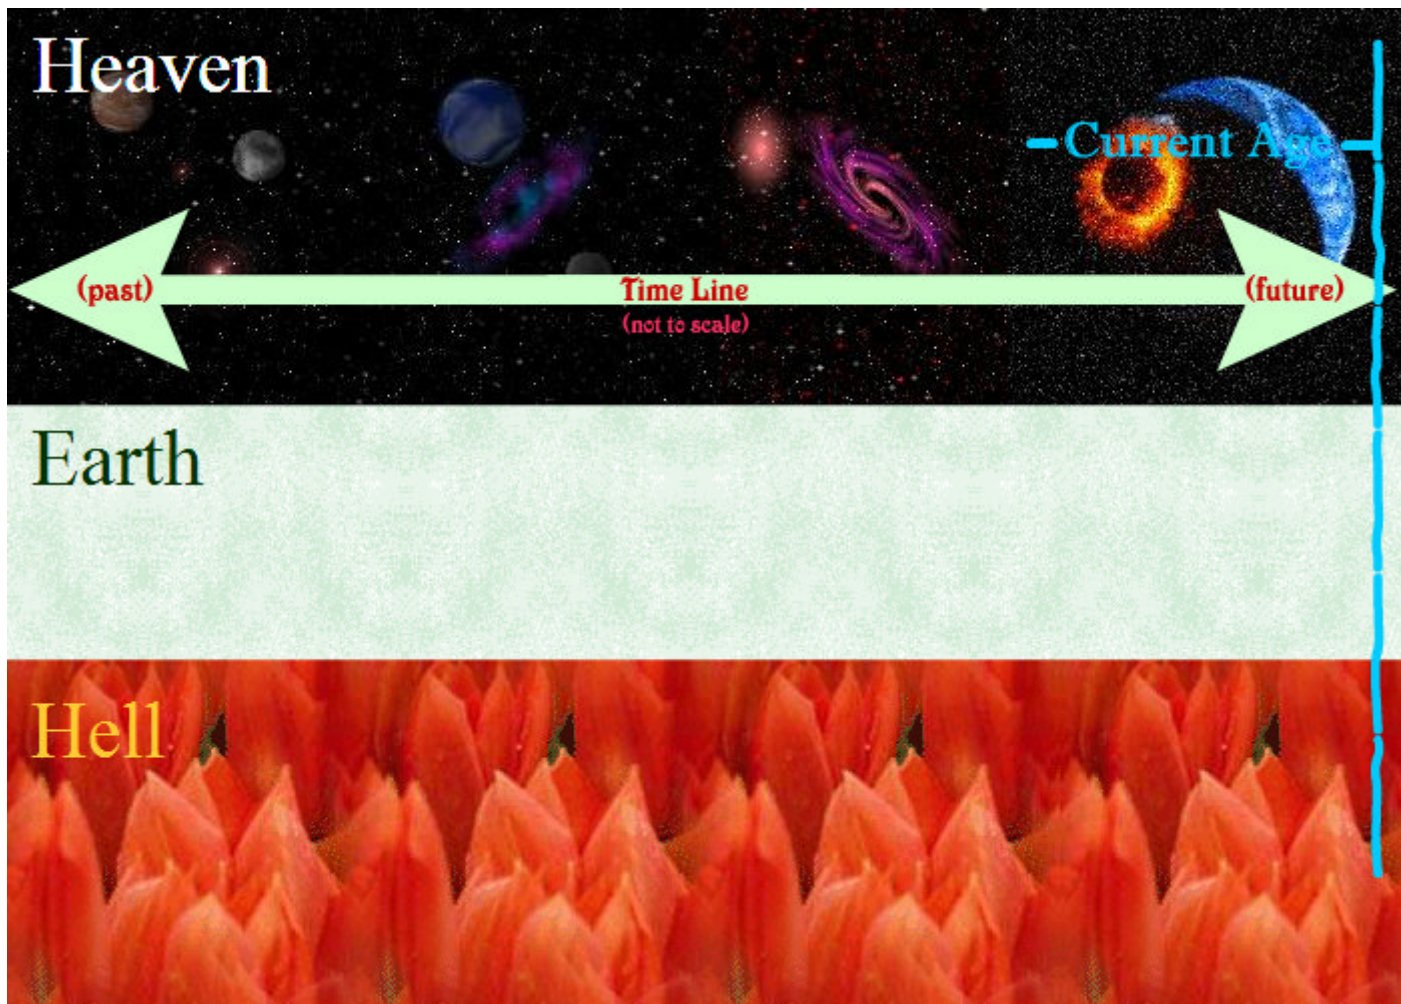 Heaven
Current Age
(past)
Time Line
(future)
(not to scale)
Earth
Hell